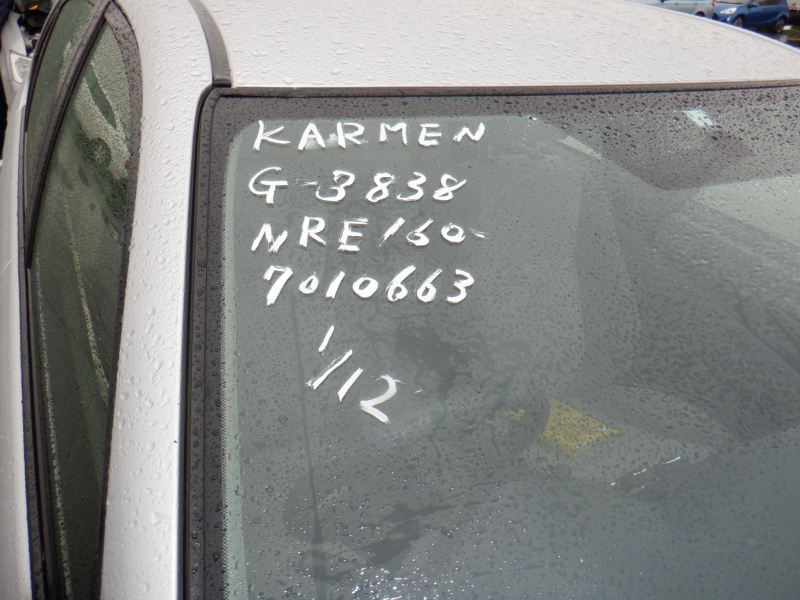 KARMEN
G-3838
NRE160-
7010663
1/12